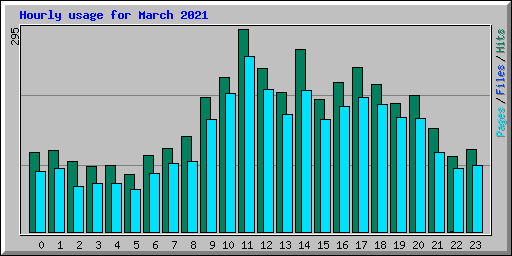 Hourly usage for March 2021
295
Pages/Files/Hits
0 1 2 3 4 5 6 7 8 9 10 11 12 13 14 15 16 17 18 19 20 21 22 23